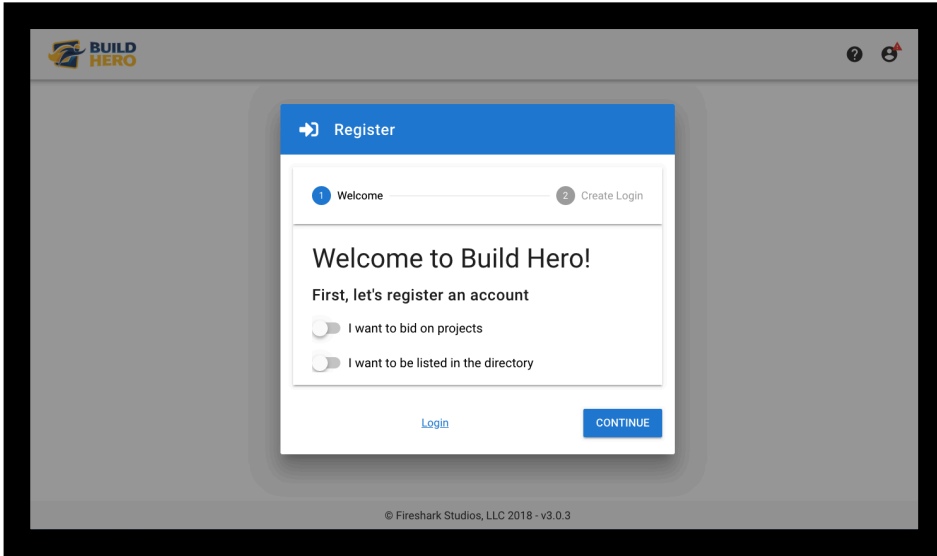 BUILD
HERO
Register
1 Welcome 2 Create Login
Welcome to Build Hero!
First, let's register an account
I want to bid on projects
I want to be listed in the directory
Login CONTINUE
© Fireshark Studios, LLC 2018 - v3.0.3